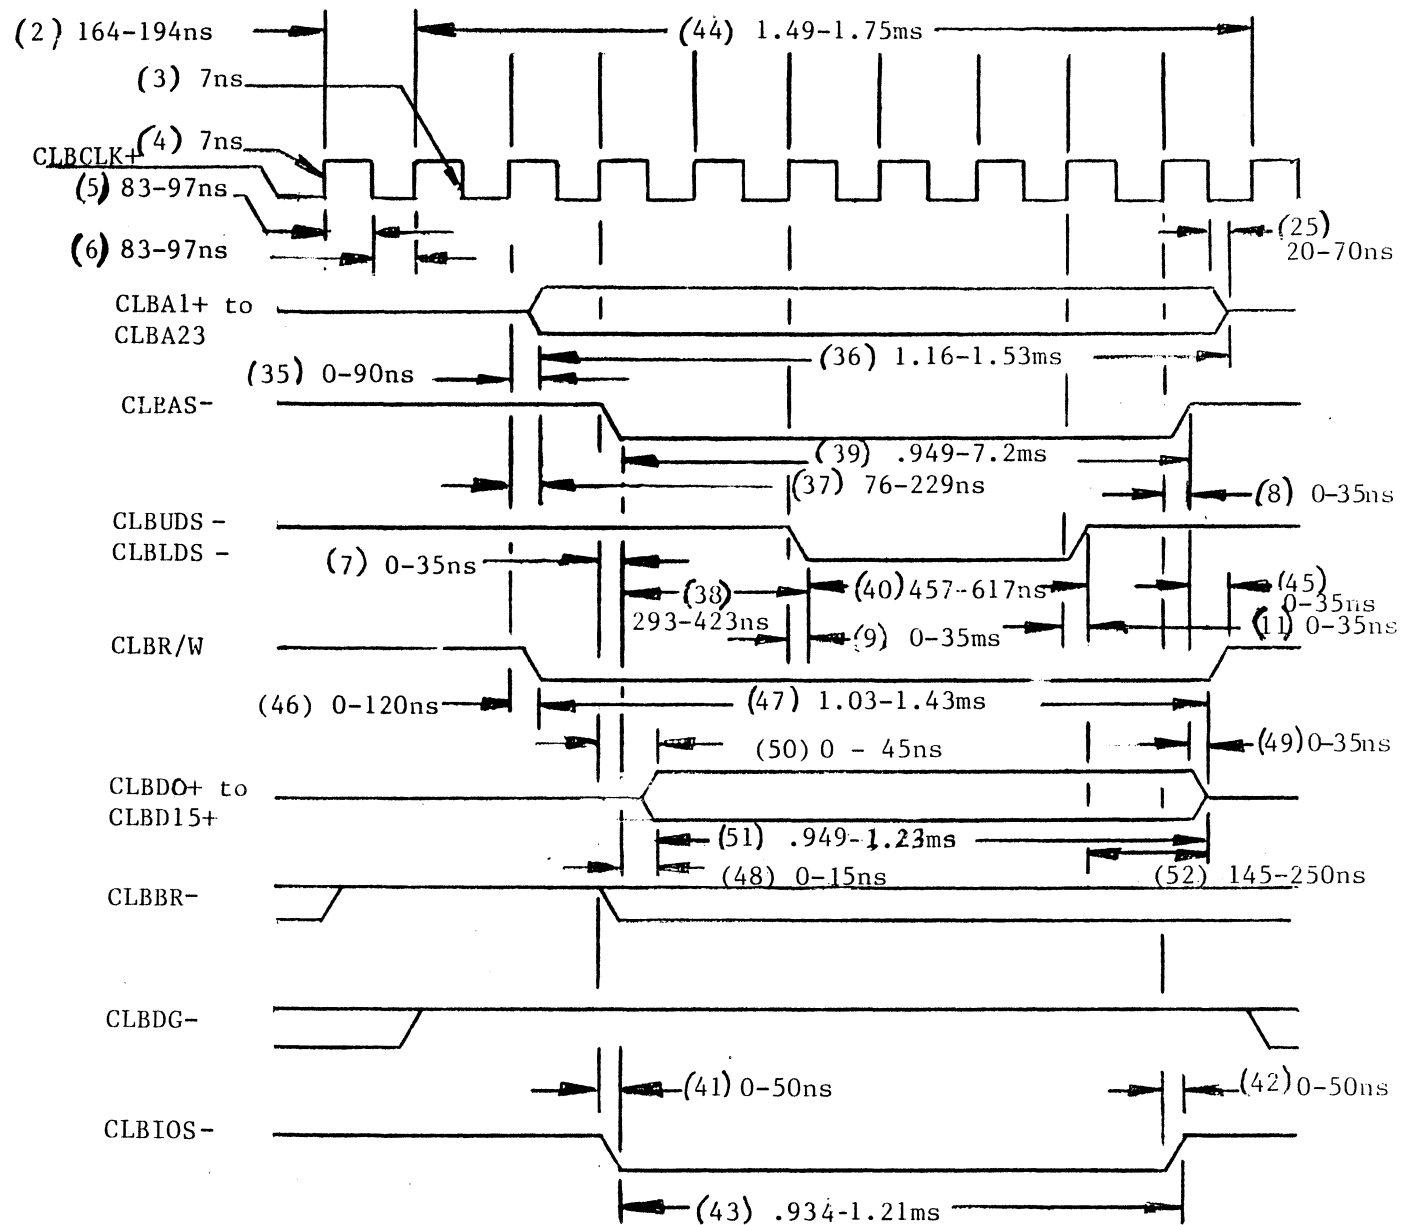 (2) 164-194ns
(44) 1.49-1.75ms
(3) 7ns
(4) 7ns
CLBCLK+
(5) 83-97ns
(6) 83-97ns
(25)
20-70ns
CLBA1+ to
CLBA23
(36) 1.16-1.53ms
(35) 0-90ns
CLBAS-
(39) .949-7.2ms
(37) 76-229ns
(8) 0-35ns
CLBUDS-
CLBLDS-
(7) 0-35ns
(38)
293-423ns
(40) 457-617ns
(45)
0-35ns
(9) 0-35ms
(11) 0-35ns
CLBR/W
(46) 0-120ns
(47) 1.03-1.43ms
(50) 0 - 45ns
(49) 0-35ns
CLBD0+ to
CLBD15+
(51) .949-1.23ms
(48) 0-15ns
(52) 145-250ns
CLBBR-
CLBDG-
(41) 0-50ns
(42) 0-50ns
CLBIOS-
(43) .934-1.21ms